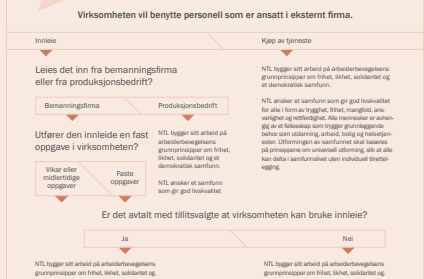 Virksomheten vil benytte personell som er ansatt i eksternt firma.
Innleie
Kjøp av tjeneste
Leies det inn fra bemanningsfirma
eller fra produksjonsbedrift?
Bemanningsfirma
Produksjonsbedrift
Utfører den innleide en fast
oppgave i virksomheten?
Vikar eller
midlertidige
oppgaver
Faste
oppgaver
NTL bygger sitt arbeid på
arbeiderbevegelsens
grunnprinsipper om frihet,
likhet, solidaritet og et
demokratisk samfunn.
NTL ønsker et samfunn
som gir god livskvalitet
NTL bygger sitt arbeid på arbeiderbevegelsens
grunnprinsipper om frihet, likhet, solidaritet og
et demokratisk samfunn.
NTL ønsker et samfunn som gir god livskvalitet
for alle i form av trygghet, frihet, mangfold, ans-
varlighet og rettferdighet. Alle mennesker er avhen-
gig av et fellesskap som trygger grunnleggende
behov som utdanning, arbeid, bolig og helsetjen-
ester. Utformingen av samfunnet skal baseres
på prinsippene om universell utforming, slik at alle
kan delta i samfunnslivet uten individuell tilrettel-
egging.
Er det avtalt med tillitsvalgte at virksomheten kan bruke innleie?
Ja
Nei
NTL bygger sitt arbeid på arbeiderbevegelsens
grunnprinsipper om frihet, likhet, solidaritet og.
NTL bygger sitt arbeid på arbeiderbevegelsens
grunnprinsipper om frihet, likhet, solidaritet og.